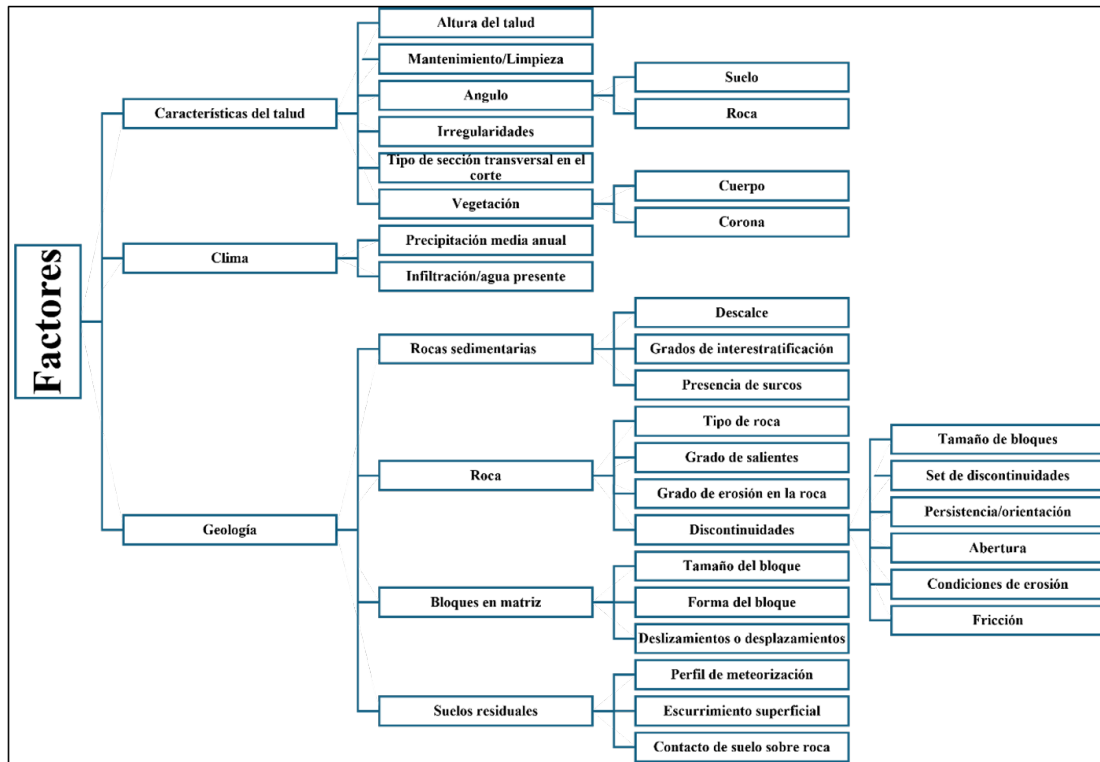 Factores
Características del talud
Altura del talud
Mantenimiento/Limpieza
Angulo
Suelo
Roca
Irregularidades
Tipo de sección transversal en el
corte
Vegetación
Cuerpo
Corona
Clima
Precipitación media anual
Infiltración/agua presente
Geología
Rocas sedimentarias
Descalce
Grados de interestratificación
Presencia de surcos
Roca
Tipo de roca
Grado de salientes
Grado de erosión en la roca
Discontinuidades
Tamaño de bloques
Set de discontinuidades
Persistencia/orientación
Abertura
Condiciones de erosión
Fricción
Bloques en matriz
Tamaño del bloque
Forma del bloque
Deslizamientos o desplazamientos
Suelos residuales
Perfil de meteorización
Escurrimiento superficial
Contacto de suelo sobre roca